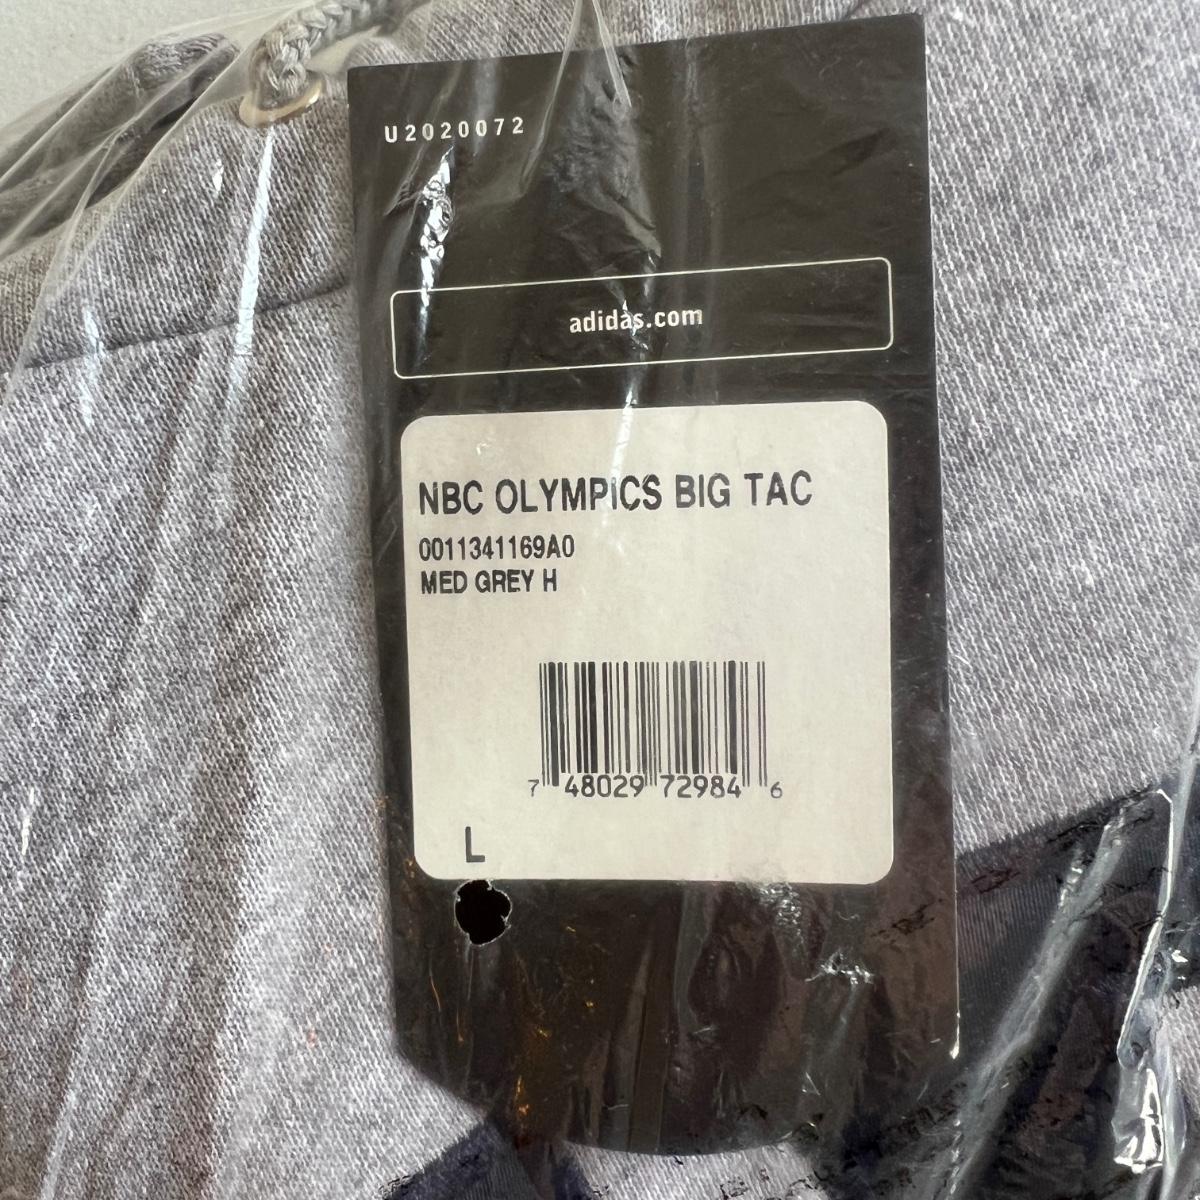 U2020072
adidas.com
NBC OLYMPICS BIG TAC
0011341169A0
MED GREY H
7 48029 72984 6
L